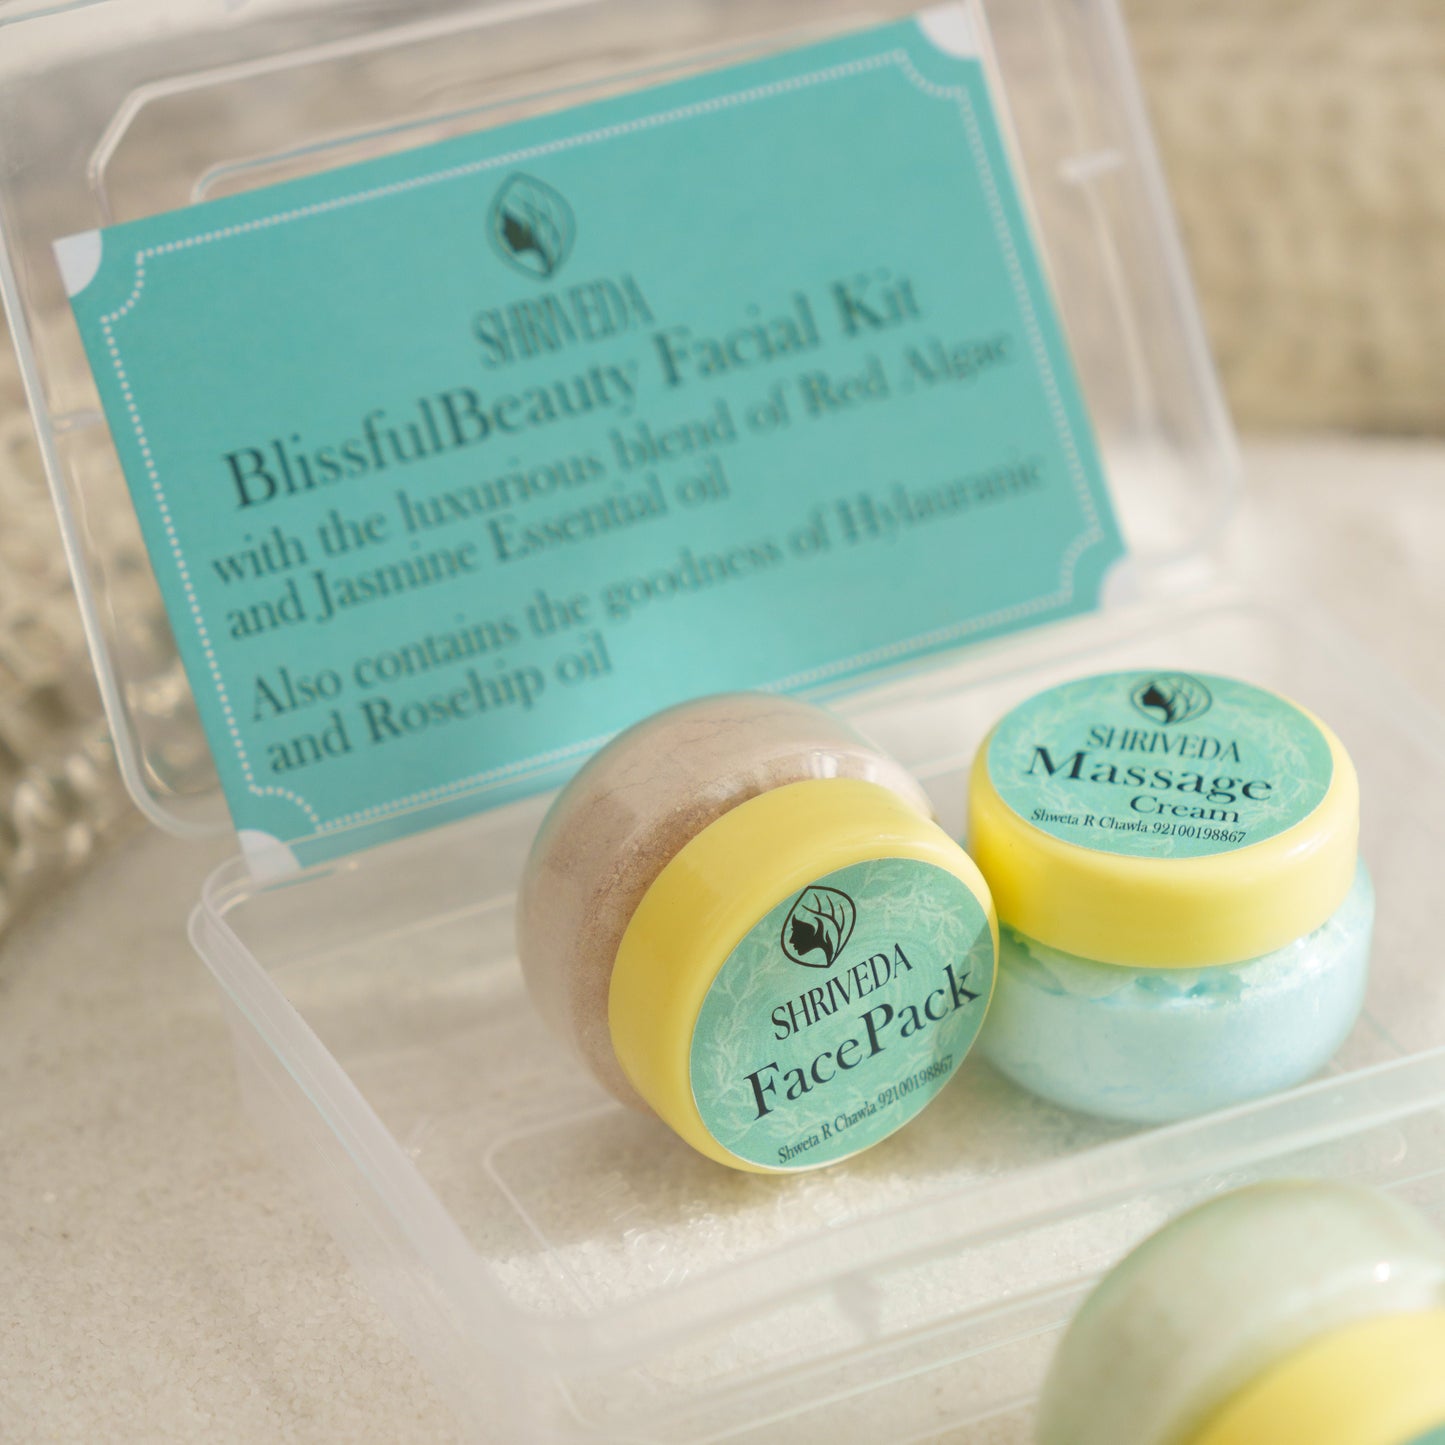 SHRIVEDA
BlissfulBeauty Facial Kit
with the luxurious blend of Red Algae
and Jasmine Essential oil
Also contains the goodness of Hylauranic
and Rosehip oil
SHRIVEDA
Massage
Cream
Shweta R Chawla 92100198867
SHRIVEDA
FacePack
Shweta R Chawla 92100198867